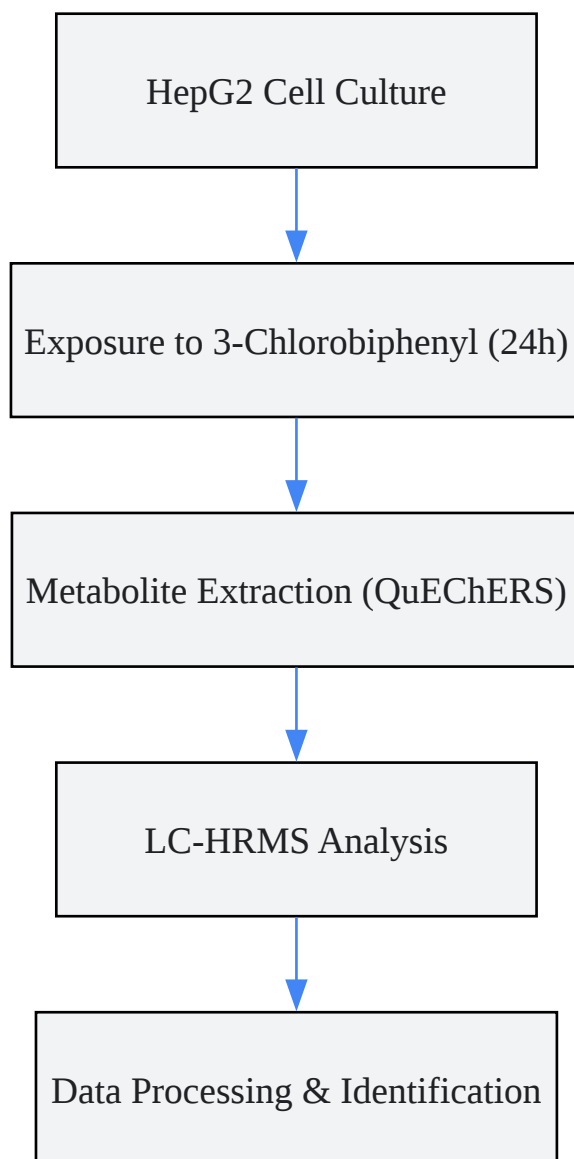 HepG2 Cell Culture
Exposure to 3-Chlorobiphenyl (24h)
Metabolite Extraction (QuEChERS)
LC-HRMS Analysis
Data Processing & Identification